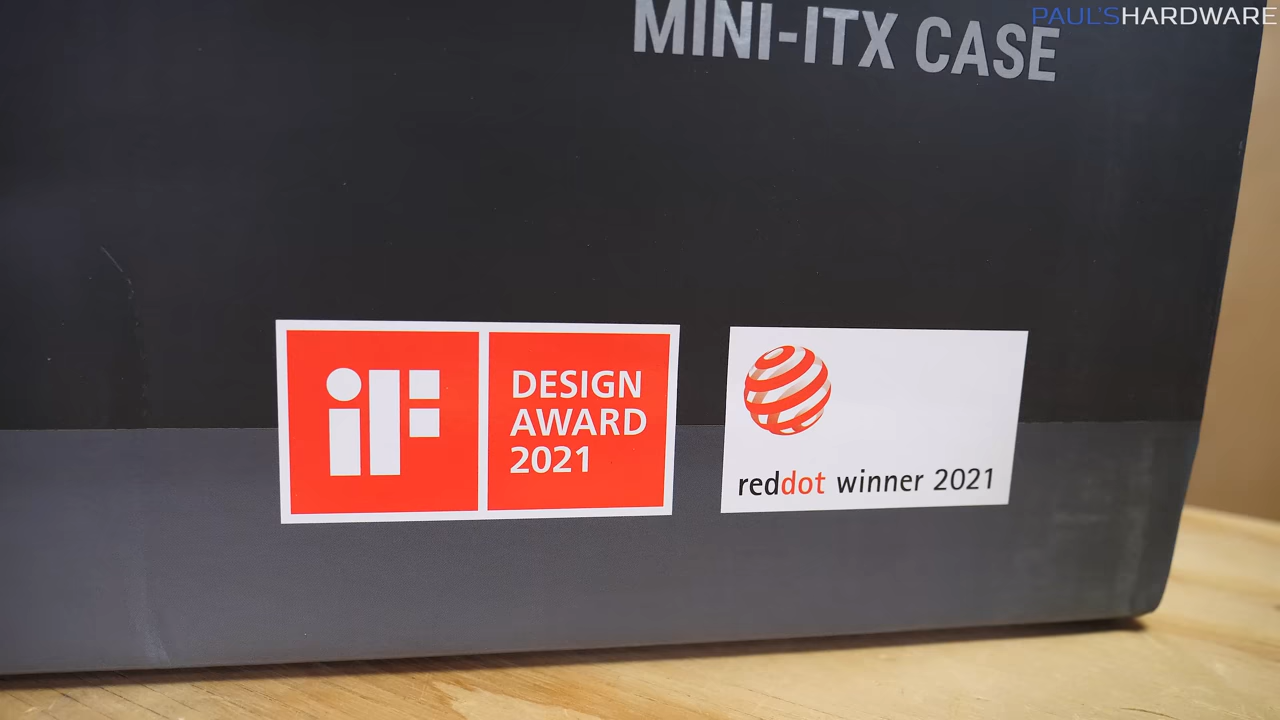 PAUL'SHARDWARE
MINI-ITX CASE
iF
DESIGN
AWARD
2021
reddot winner 2021